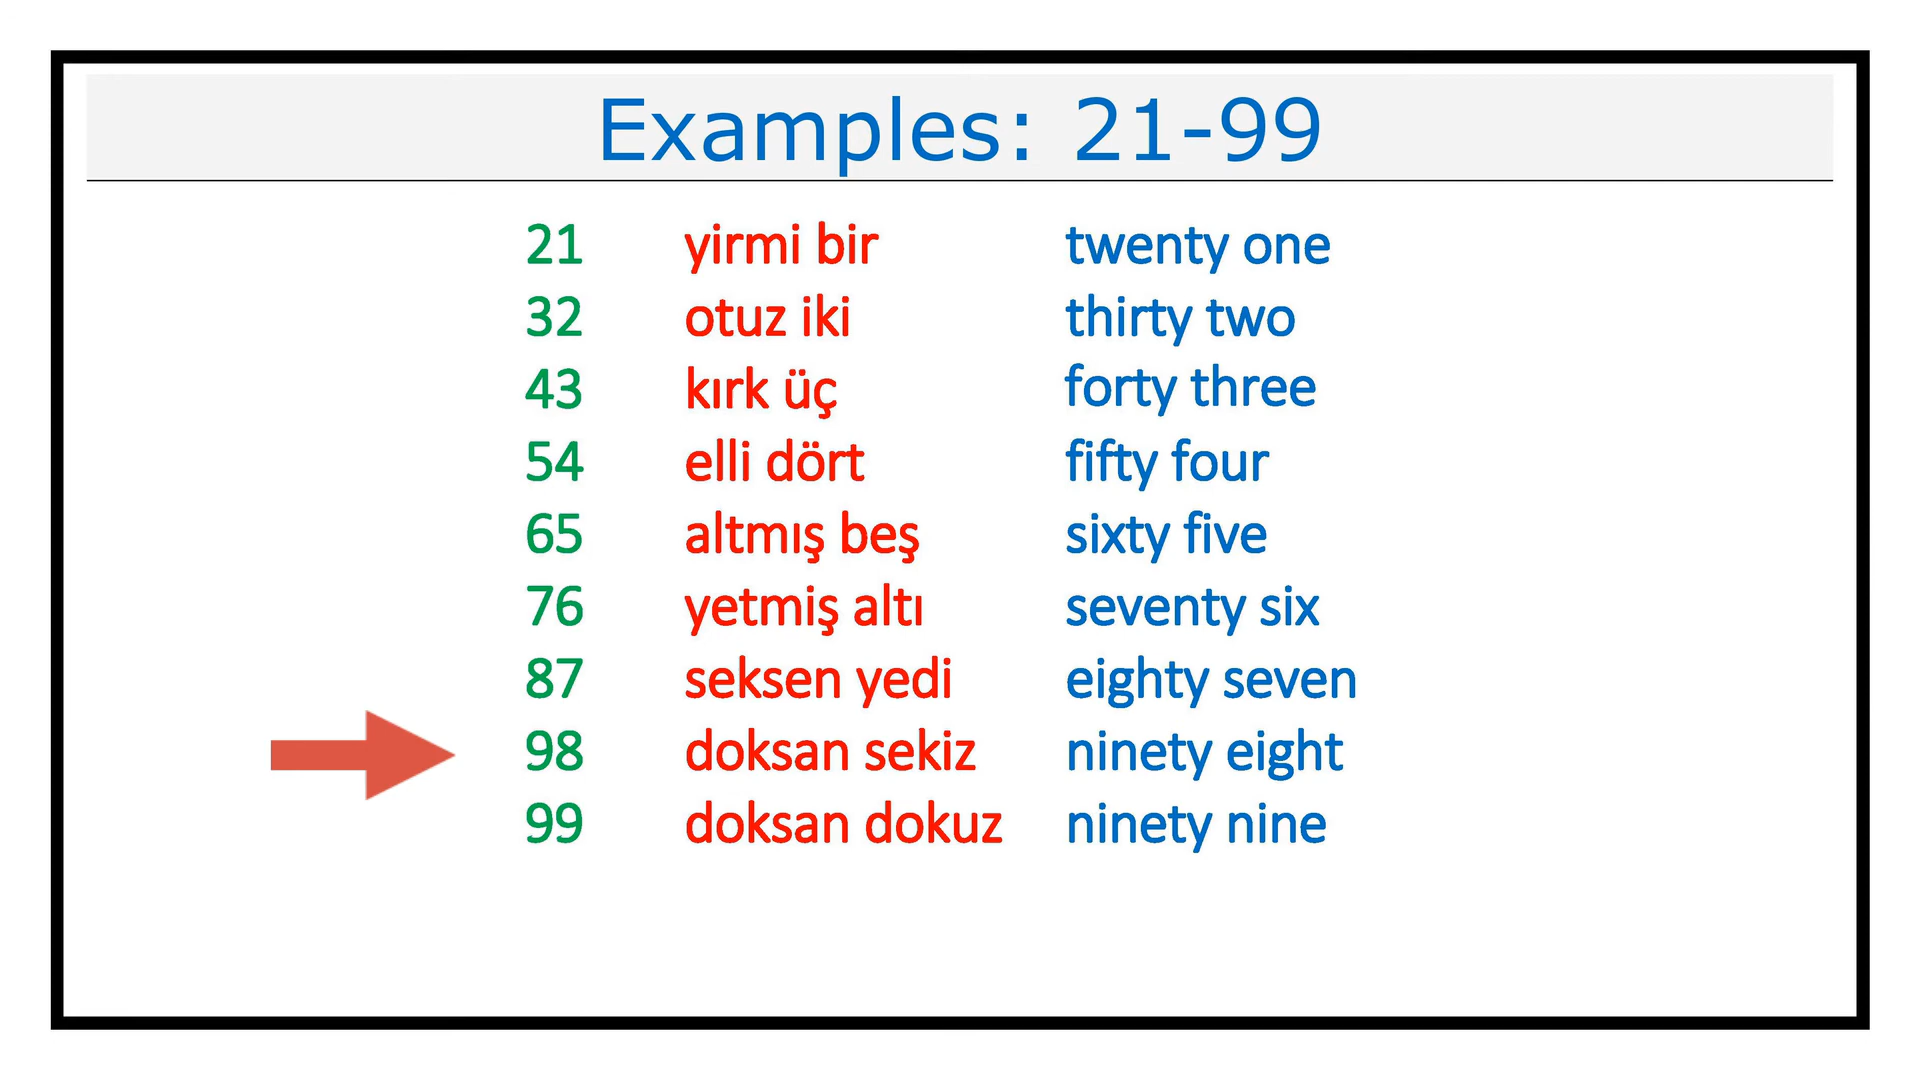 Examples: 21-99
21 yirmi bir twenty one
32 otuz iki thirty two
43 kırk üç forty three
54 elli dört fifty four
65 altmış beş sixty five
76 yetmiş altı seventy six
87 seksen yedi eighty seven
98 doksan sekiz ninety eight
99 doksan dokuz ninety nine